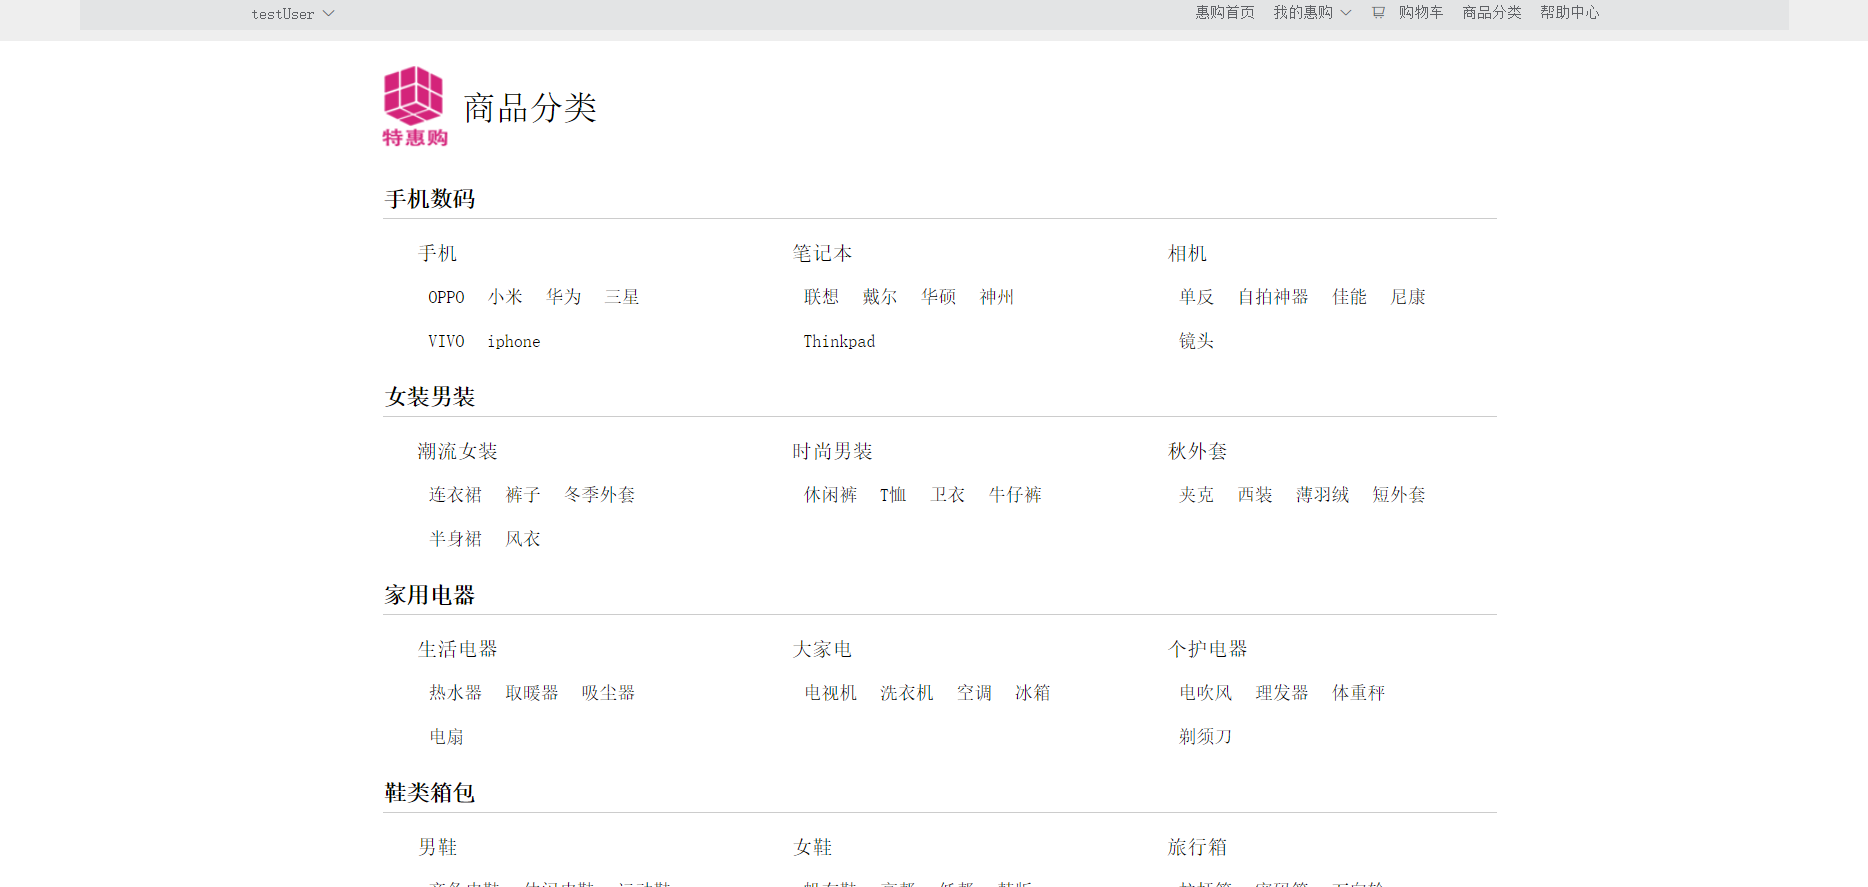 testUser 惠购首页 我的惠购 购物车 商品分类 帮助中心
特惠购 商品分类
手机数码
手机 笔记本 相机
OPPO 小米 华为 三星 联想 戴尔 华硕 神州 单反 自拍神器 佳能 尼康
VIVO iphone Thinkpad 镜头
女装男装
潮流女装 时尚男装 秋外套
连衣裙 裤子 冬季外套 休闲裤 T恤 卫衣 牛仔裤 夹克 西装 薄羽绒 短外套
半身裙 风衣
家用电器
生活电器 大家电 个护电器
热水器 取暖器 吸尘器 电视机 洗衣机 空调 冰箱 电吹风 理发器 体重秤
电扇 剃须刀
鞋类箱包
男鞋 女鞋 旅行箱